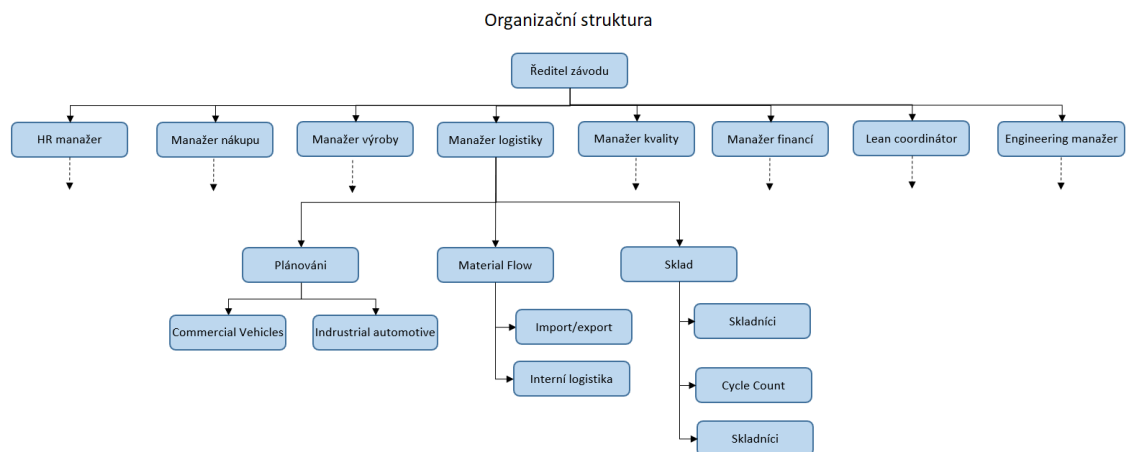 Organizační struktura
Ředitel závodu
HR manažer
Manažer nákupu
Manažer výroby
Manažer logistiky
Manažer kvality
Manažer financí
Lean coordinátor
Engineering manažer
Plánováni
Material Flow
Sklad
Commercial Vehicles
Indrustrial automotive
Import/export
Interní logistika
Skladníci
Cycle Count
Skladníci